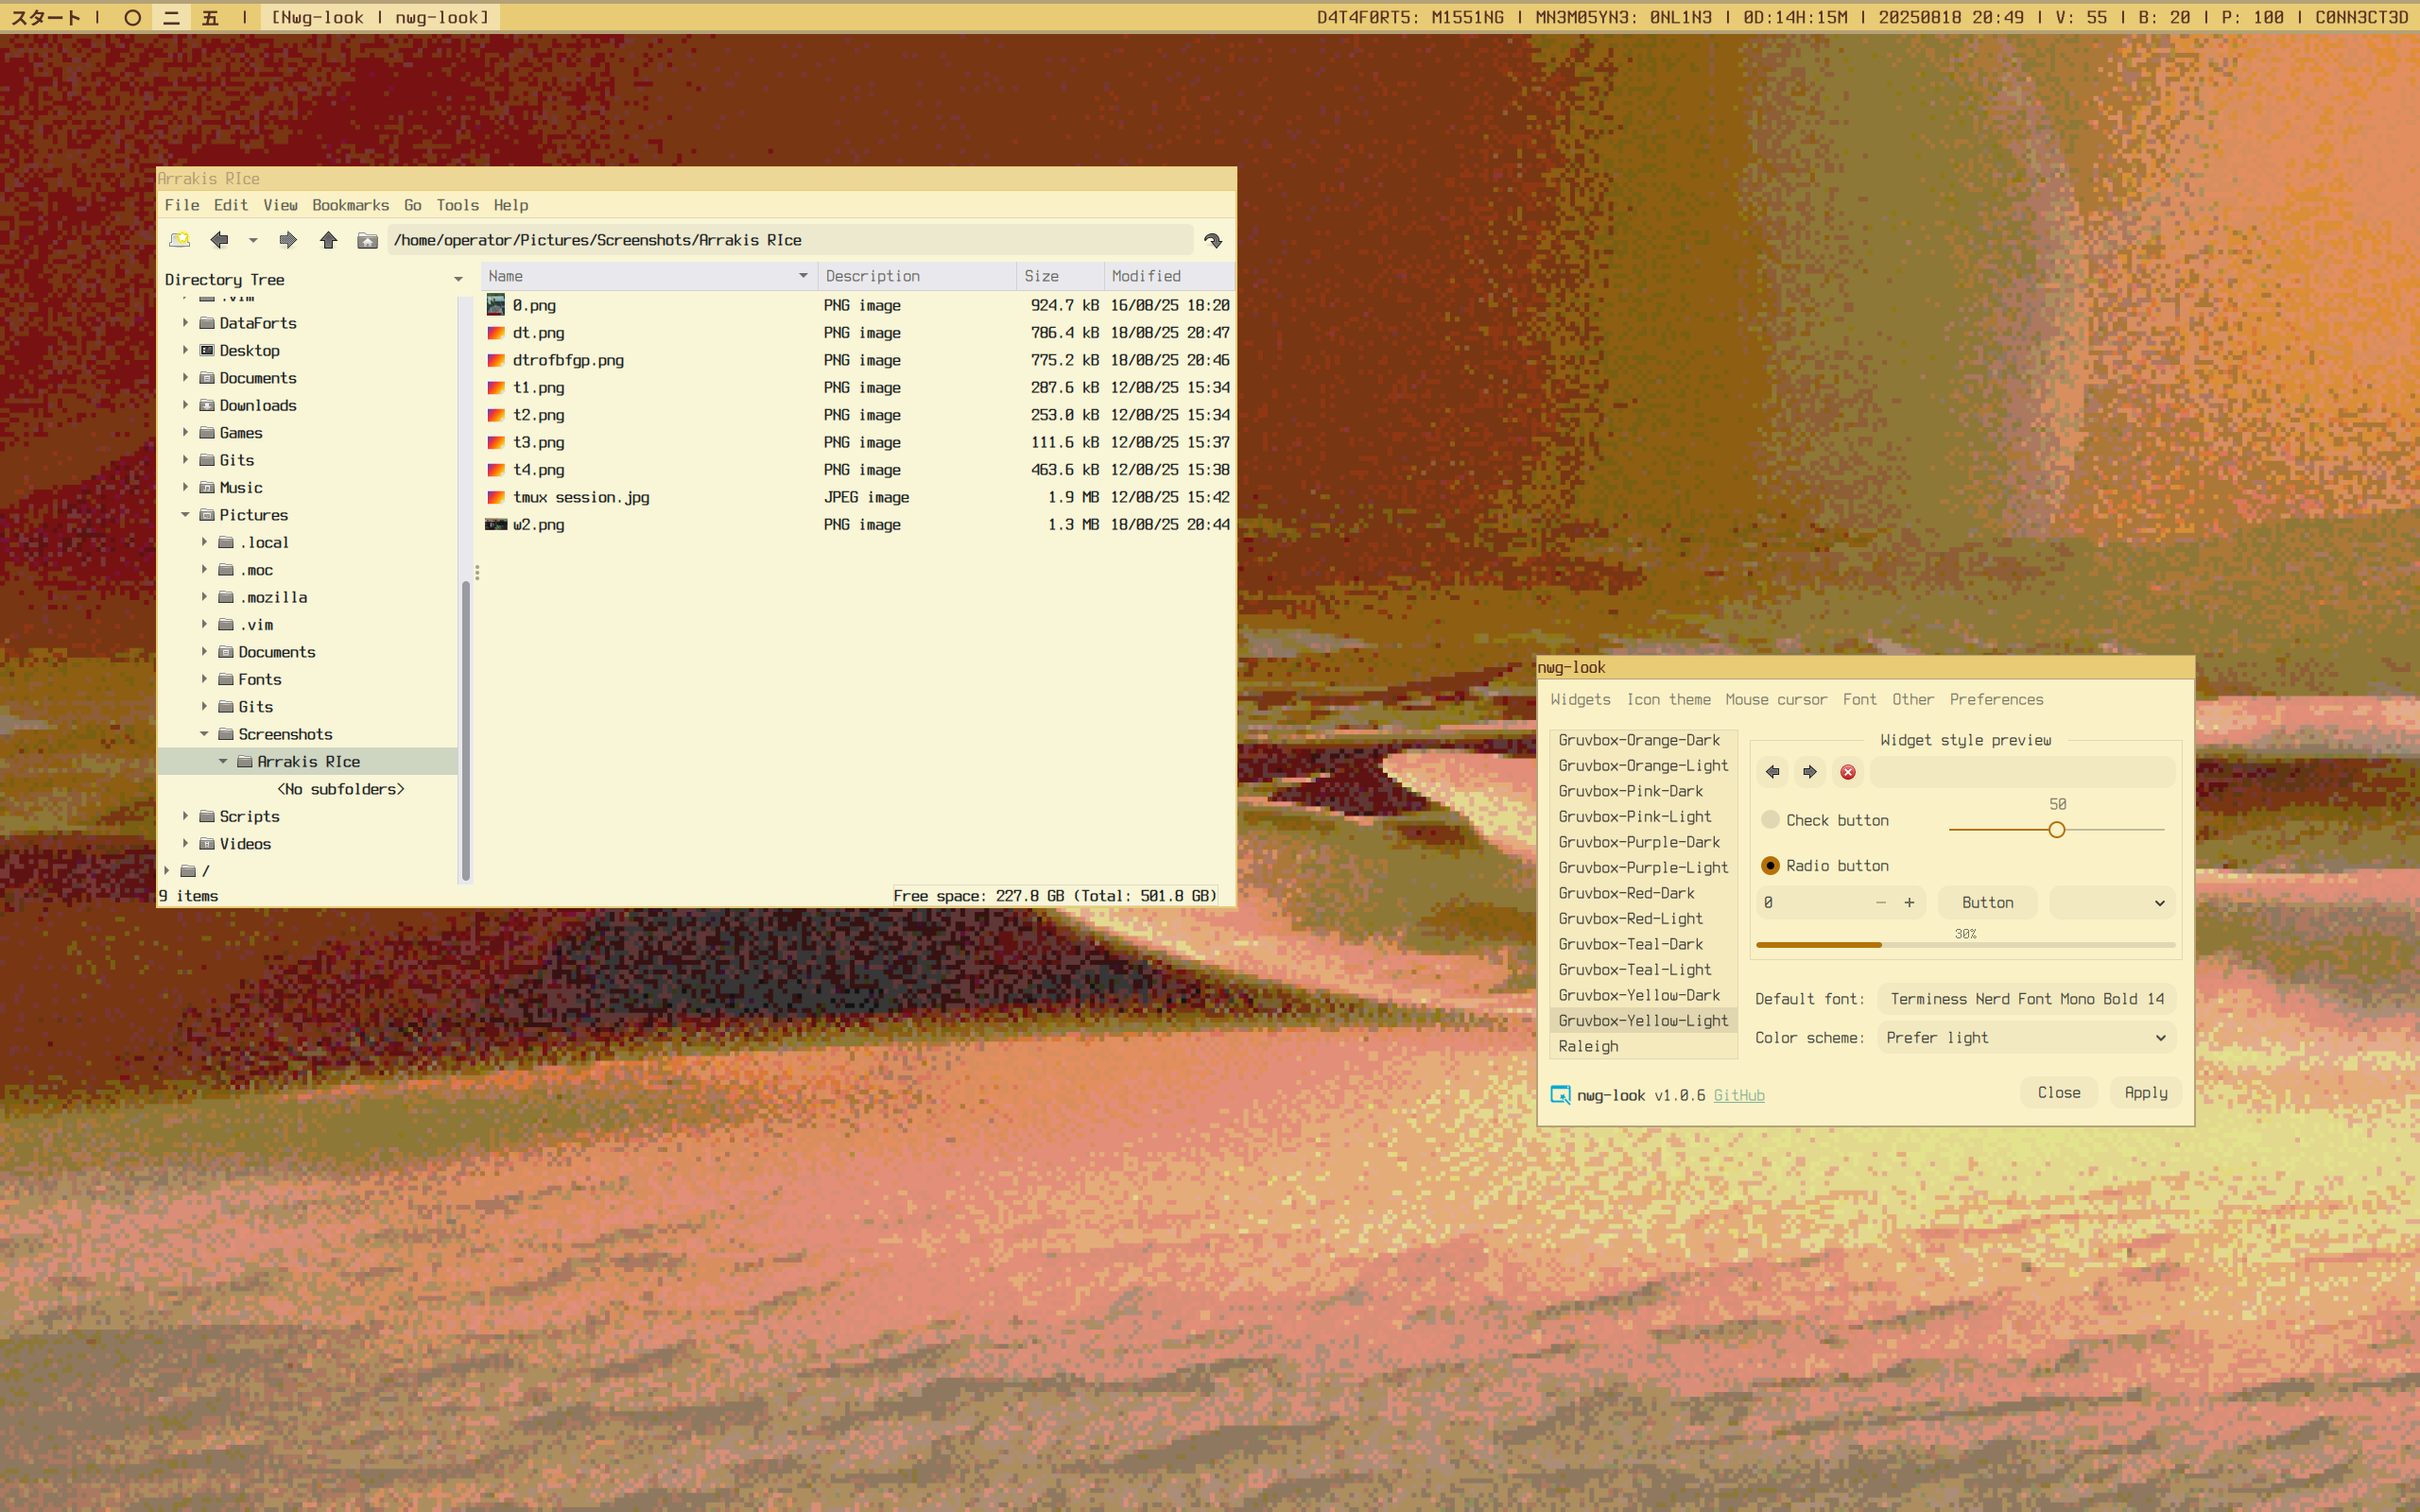 スタート | 〇 二 五 | [Nwg-look | nwg-look] D4T4F0RT5: M1551NG | MN3M05YN3: 0NL1N3 | 0D:14H:15M | 20250818 20:49 | V: 55 | B: 20 | P: 100 | C0NN3CT3D
Arrakis RIce
File Edit View Bookmarks Go Tools Help
/home/operator/Pictures/Screenshots/Arrakis RIce
Directory Tree
.vim
DataForts
Desktop
Documents
Downloads
Games
Gits
Music
Pictures
.local
.moc
.mozilla
.vim
Documents
Fonts
Gits
Screenshots
Arrakis RIce
<No subfolders>
Scripts
Videos
/
Name Description Size Modified
0.png PNG image 924.7 kB 16/08/25 18:20
dt.png PNG image 786.4 kB 18/08/25 20:47
dtrofbfgp.png PNG image 775.2 kB 18/08/25 20:46
t1.png PNG image 287.6 kB 12/08/25 15:34
t2.png PNG image 253.0 kB 12/08/25 15:34
t3.png PNG image 111.6 kB 12/08/25 15:37
t4.png PNG image 463.6 kB 12/08/25 15:38
tmux session.jpg JPEG image 1.9 MB 12/08/25 15:42
w2.png PNG image 1.3 MB 18/08/25 20:44
9 items Free space: 227.8 GB (Total: 501.8 GB)
nwg-look
Widgets Icon theme Mouse cursor Font Other Preferences
Gruvbox-Orange-Dark
Gruvbox-Orange-Light
Gruvbox-Pink-Dark
Gruvbox-Pink-Light
Gruvbox-Purple-Dark
Gruvbox-Purple-Light
Gruvbox-Red-Dark
Gruvbox-Red-Light
Gruvbox-Teal-Dark
Gruvbox-Teal-Light
Gruvbox-Yellow-Dark
Gruvbox-Yellow-Light
Raleigh
Widget style preview
Check button 50
Radio button
0 − + Button
30%
Default font: Terminess Nerd Font Mono Bold 14
Color scheme: Prefer light
nwg-look v1.0.6 GitHub Close Apply